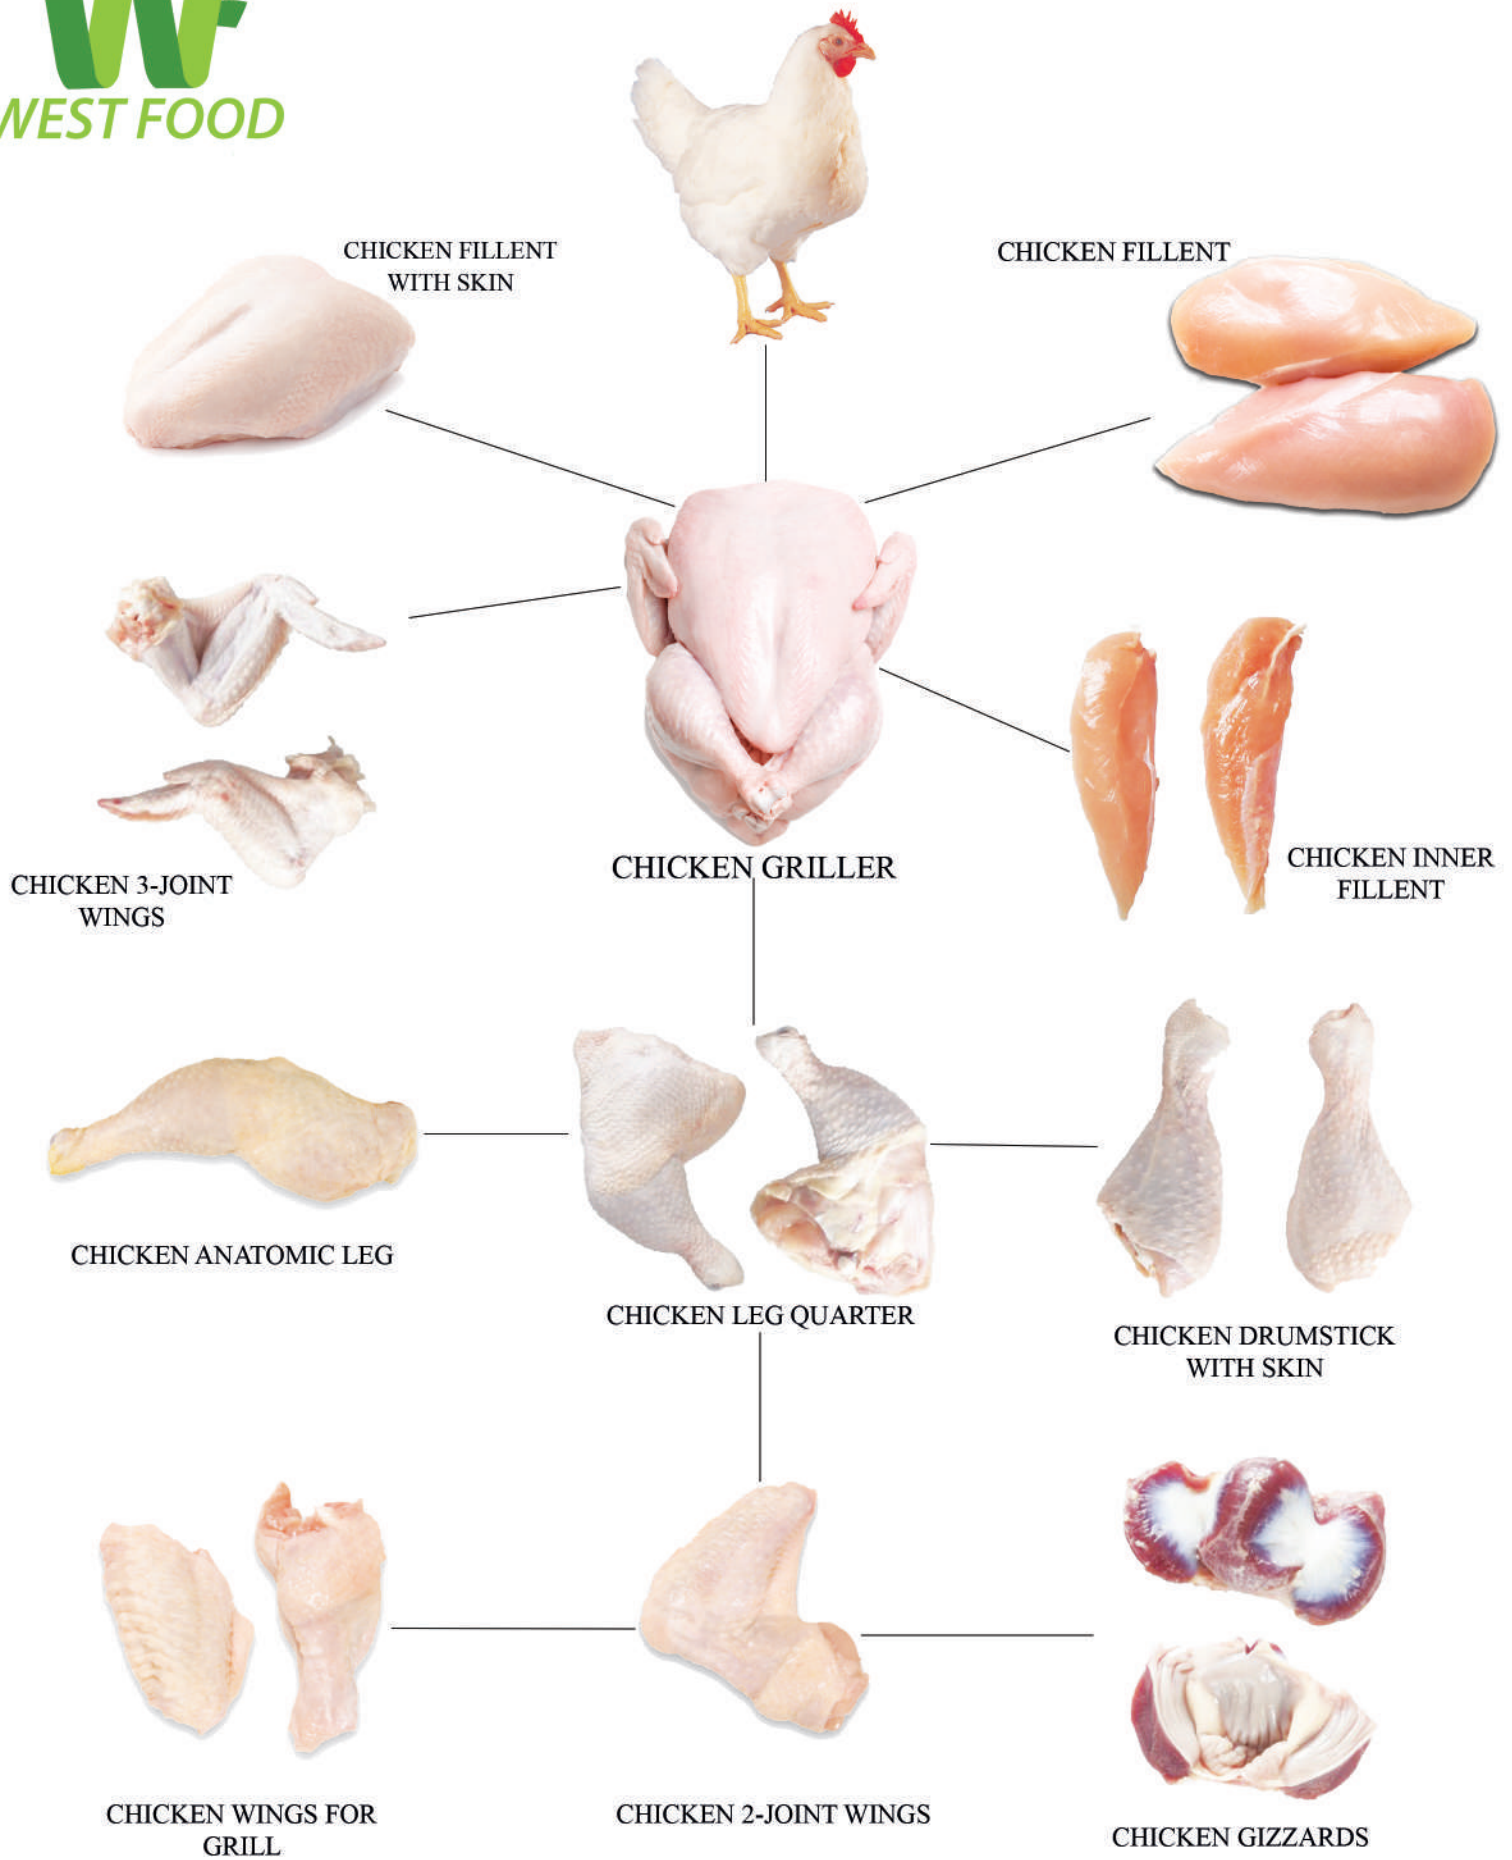 WEST FOOD
CHICKEN FILLENT
WITH SKIN
CHICKEN FILLENT
CHICKEN 3-JOINT
WINGS
CHICKEN GRILLER
CHICKEN INNER
FILLENT
CHICKEN ANATOMIC LEG
CHICKEN LEG QUARTER
CHICKEN DRUMSTICK
WITH SKIN
CHICKEN WINGS FOR
GRILL
CHICKEN 2-JOINT WINGS
CHICKEN GIZZARDS